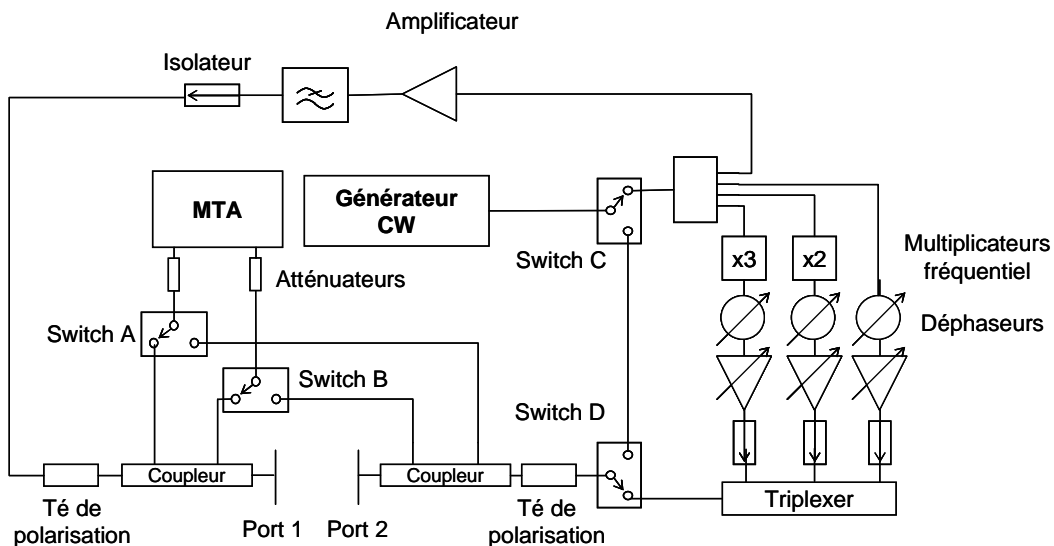 Amplificateur
Isolateur
MTA
Générateur
CW
Switch C
Atténuateurs
Switch A
Switch B
x3
x2
Multiplicateurs
fréquentiel
Déphaseurs
Switch D
Coupleur
Coupleur
Té de
polarisation
Port 1
Port 2
Té de
polarisation
Triplexer